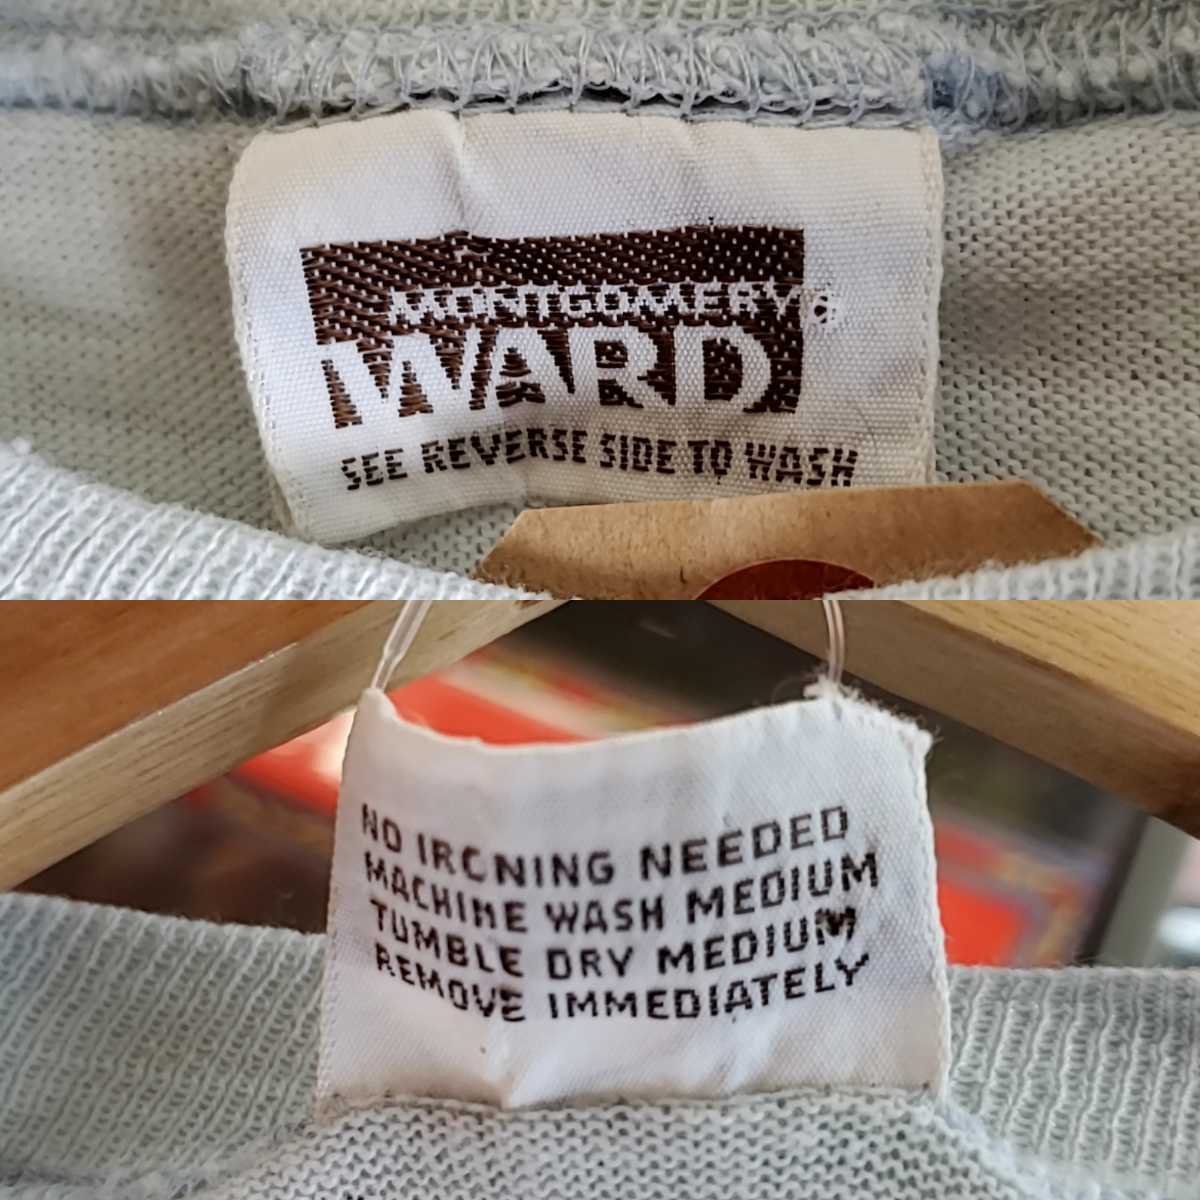 MONTGOMERY®
WARD
SEE REVERSE SIDE TO WASH
NO IRONING NEEDED
MACHINE WASH MEDIUM
TUMBLE DRY MEDIUM
REMOVE IMMEDIATELY